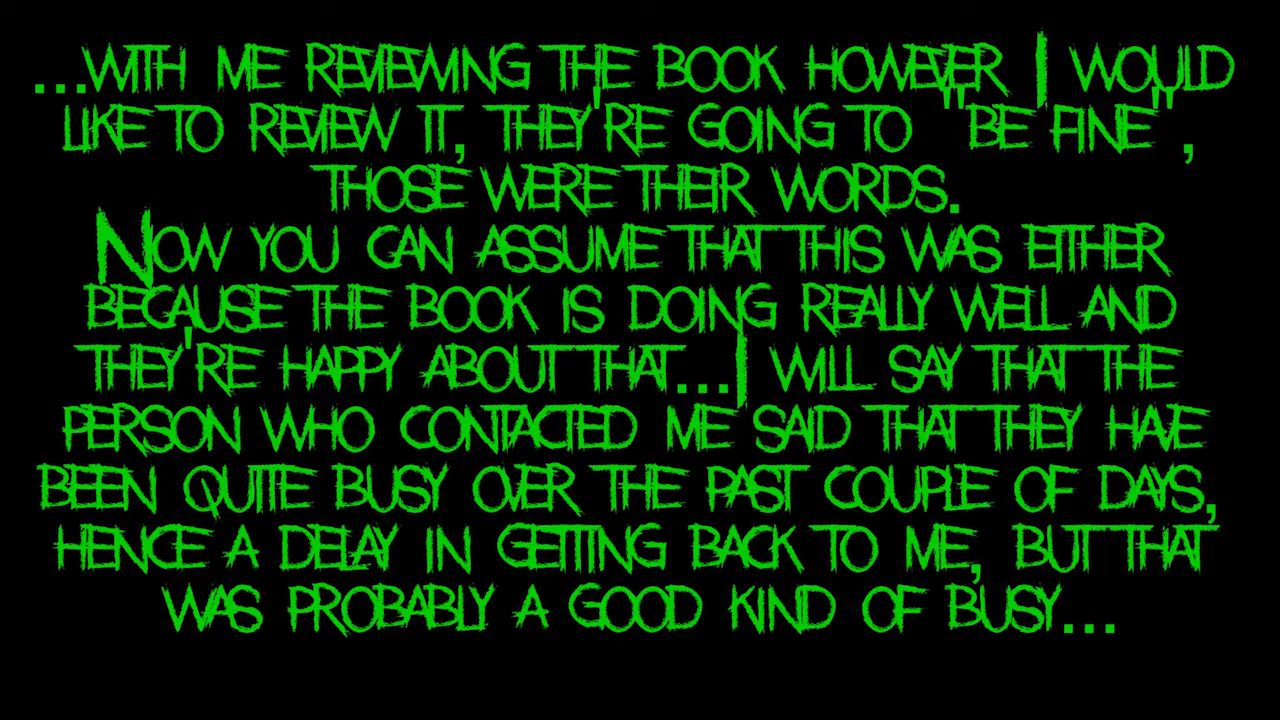 ...with me reviewing the book however I would
like to review it, they're going to "be fine",
those were their words.
Now you can assume that this was either
because the book is doing really well and
they're happy about that...I will say that the
person who contacted me said that they have
been quite busy over the past couple of days,
hence a delay in getting back to me, but that
was probably a good kind of busy...